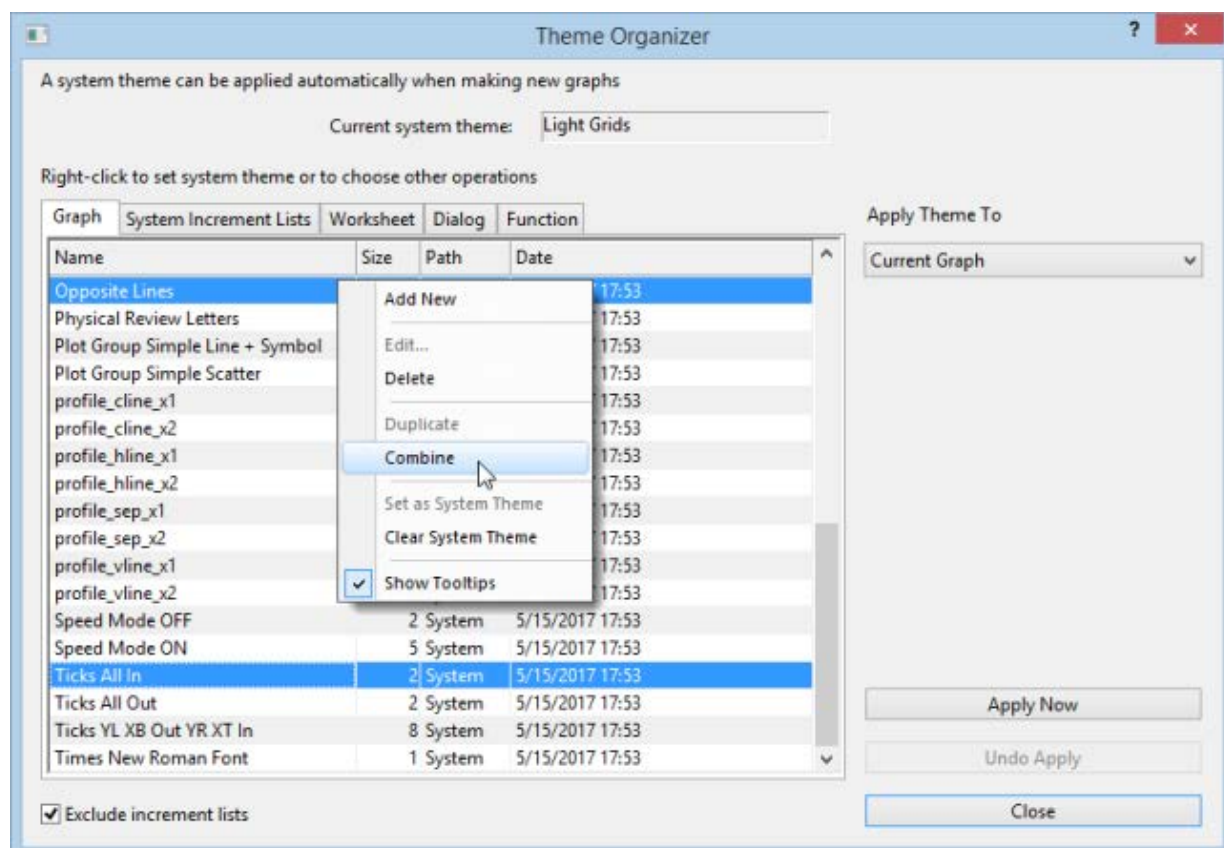 Theme Organizer
?
A system theme can be applied automatically when making new graphs
Current system theme: Light Grids
Right-click to set system theme or to choose other operations
Graph System Increment Lists Worksheet Dialog Function
Apply Theme To
Current Graph
Name Size Path Date
Opposite Lines 17:53
Physical Review Letters 17:53
Plot Group Simple Line + Symbol 17:53
Plot Group Simple Scatter 17:53
profile_cline_x1 17:53
profile_cline_x2 17:53
profile_hline_x1 17:53
profile_hline_x2 17:53
profile_sep_x1 17:53
profile_sep_x2 17:53
profile_vline_x1 17:53
profile_vline_x2 17:53
Speed Mode OFF 2 System 5/15/2017 17:53
Speed Mode ON 5 System 5/15/2017 17:53
Ticks All In 2 System 5/15/2017 17:53
Ticks All Out 2 System 5/15/2017 17:53
Ticks YL XB Out YR XT In 8 System 5/15/2017 17:53
Times New Roman Font 1 System 5/15/2017 17:53
Add New
Edit...
Delete
Duplicate
Combine
Set as System Theme
Clear System Theme
Show Tooltips
Apply Now
Undo Apply
Close
Exclude increment lists